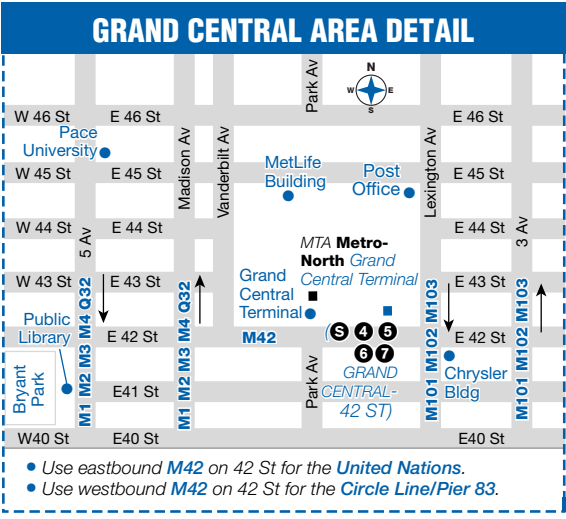 GRAND CENTRAL AREA DETAIL
Park Av
N
W
E
S
W 46 St
E 46 St
E 46 St
Pace
University
Madison Av
Vanderbilt Av
MetLife
Building
Post
Office
Lexington Av
W 45 St
E 45 St
E 45 St
W 44 St
E 44 St
E 44 St
5 Av
3 Av
MTA Metro-
North Grand
Central Terminal
W 43 St
E 43 St
E 43 St
Grand
Central
Terminal
M1 M2 M3 M4 Q32
M1 M2 M3 M4 Q32
M101 M102 M103
M101 M102 M103
Public
Library
E 42 St
M42
E 42 St
(S 4 5
6 7
GRAND
CENTRAL-
42 ST)
Chrysler
Bldg
Bryant
Park
E41 St
Park Av
W40 St
E40 St
E40 St
• Use eastbound M42 on 42 St for the United Nations.
• Use westbound M42 on 42 St for the Circle Line/Pier 83.